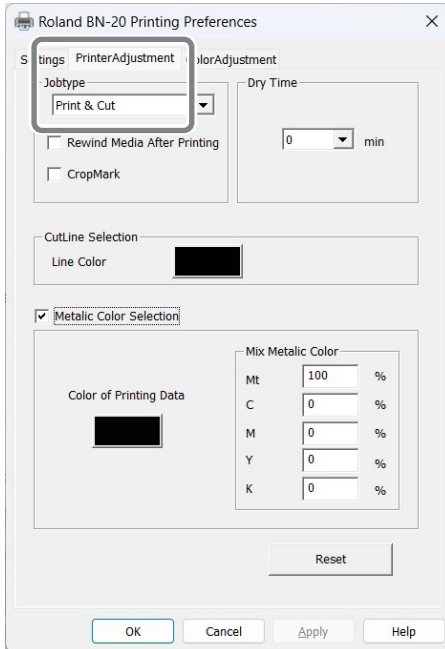 Roland BN-20 Printing Preferences
PrinterAdjustment
Jobtype
Print & Cut
Rewind Media After Printing
CropMark
Dry Time
0 min
CutLine Selection
Line Color
Metalic Color Selection
Color of Printing Data
Mix Metalic Color
Mt 100 %
C 0 %
M 0 %
Y 0 %
K 0 %
Reset
OK Cancel Apply Help